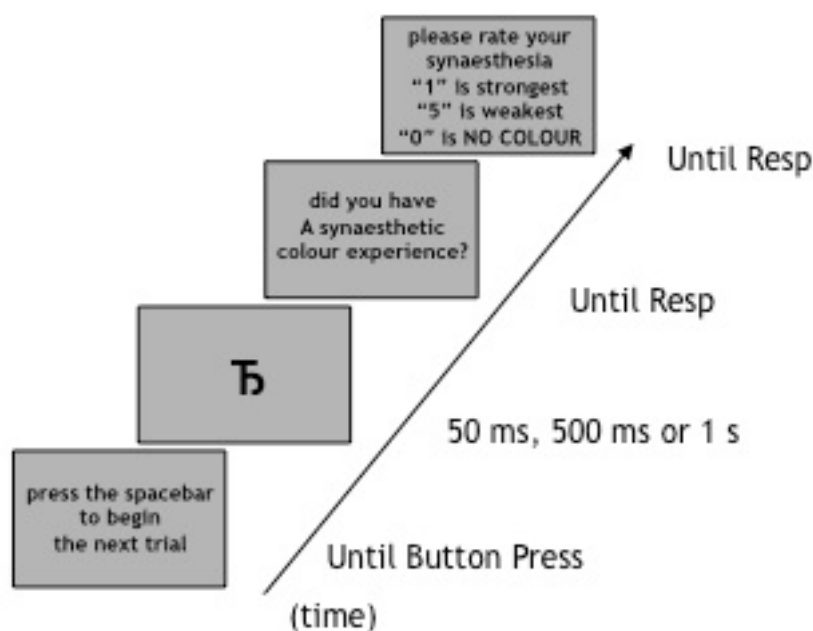 please rate your
synaesthesia
"1" is strongest
"5" is weakest
"0" is NO COLOUR
Until Resp
did you have
A synaesthetic
colour experience?
Until Resp
Ђ
50 ms, 500 ms or 1 s
press the spacebar
to begin
the next trial
Until Button Press
(time)